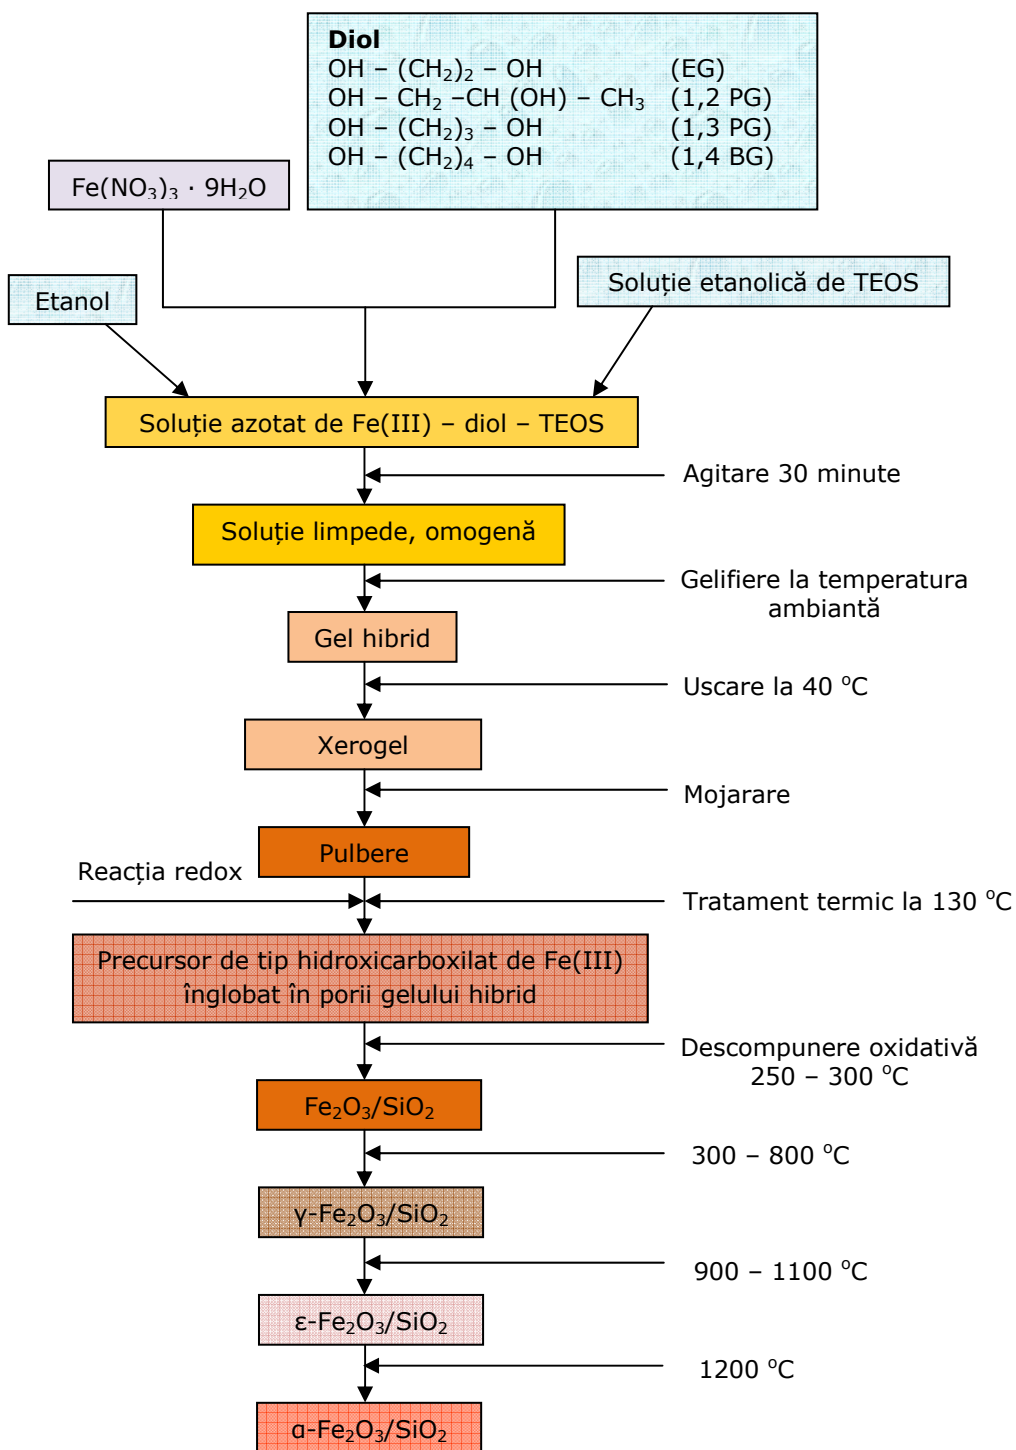 Diol
OH – (CH₂)₂ – OH (EG)
OH – CH₂ –CH (OH) – CH₃ (1,2 PG)
OH – (CH₂)₃ – OH (1,3 PG)
OH – (CH₂)₄ – OH (1,4 BG)
Fe(NO₃)₃ · 9H₂O
Etanol
Soluție etanolică de TEOS
Soluție azotat de Fe(III) – diol – TEOS
Agitare 30 minute
Soluție limpede, omogenă
Gelifiere la temperatura
ambiantă
Gel hibrid
Uscare la 40 °C
Xerogel
Mojarare
Pulbere
Reacția redox
Tratament termic la 130 °C
Precursor de tip hidroxicarboxilat de Fe(III)
înglobat în porii gelului hibrid
Descompunere oxidativă
250 – 300 °C
Fe₂O₃/SiO₂
300 – 800 °C
γ-Fe₂O₃/SiO₂
900 – 1100 °C
ε-Fe₂O₃/SiO₂
1200 °C
α-Fe₂O₃/SiO₂